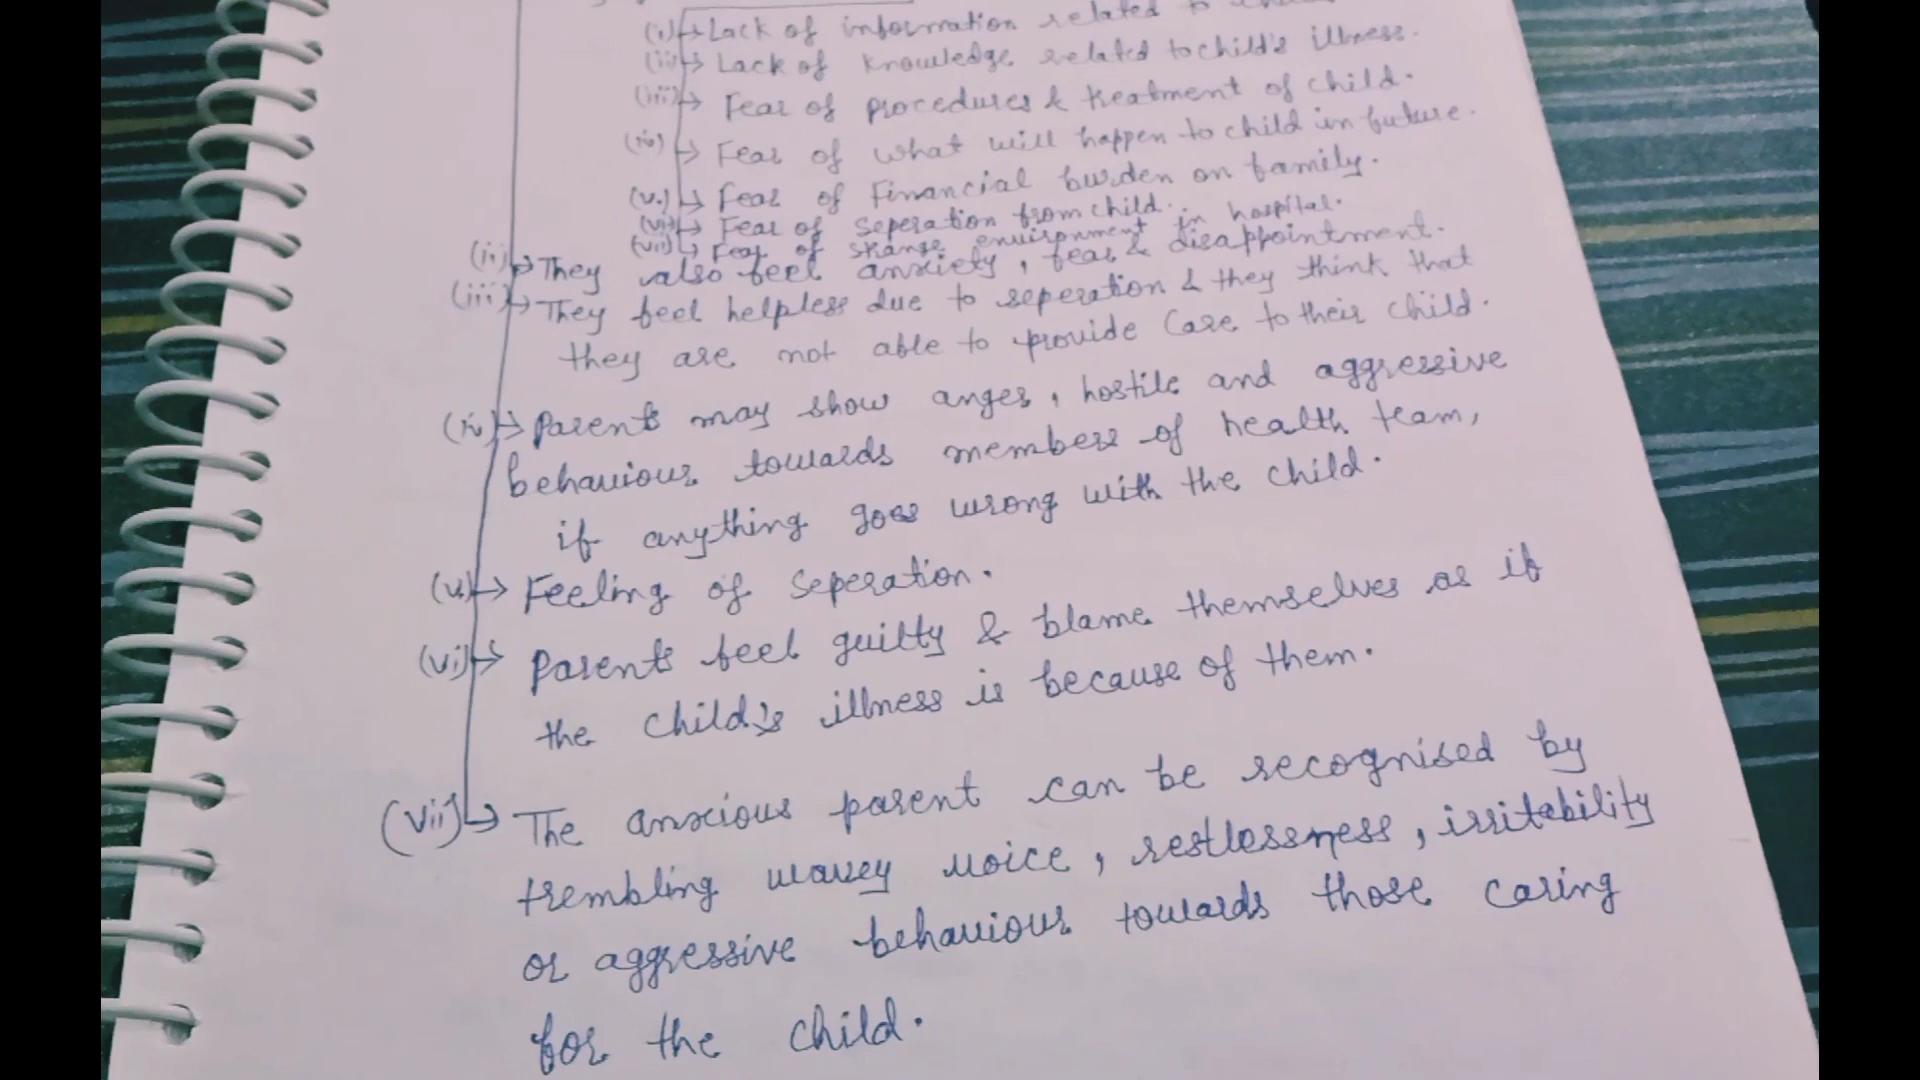 (i) → Lack of information related to
(ii) → Lack of knowledge related to child's illness.
(iii) → Fear of procedures & treatment of child.
(iv) → Fear of what will happen to child in future.
(v.) → Fear of Financial burden on family.
(vi) → Fear of seperation from child.
(vii) → Fear of strange environment in hospital.
(ii) → They also feel anxiety, fear & disappointment.
(iii) → They feel helpless due to seperation & they think that
they are not able to provide care to their child.
(iv) → Parents may show anger, hostile and aggressive
behaviour towards members of health team,
if anything goes wrong with the child.
(v) → Feeling of seperation.
(vi) → Parents feel guilty & blame themselves as if
the child's illness is because of them.
(vii) → The anxious parent can be recognised by
trembling wavey voice, restlessness, irritability
or aggressive behaviour towards those caring
for the child.